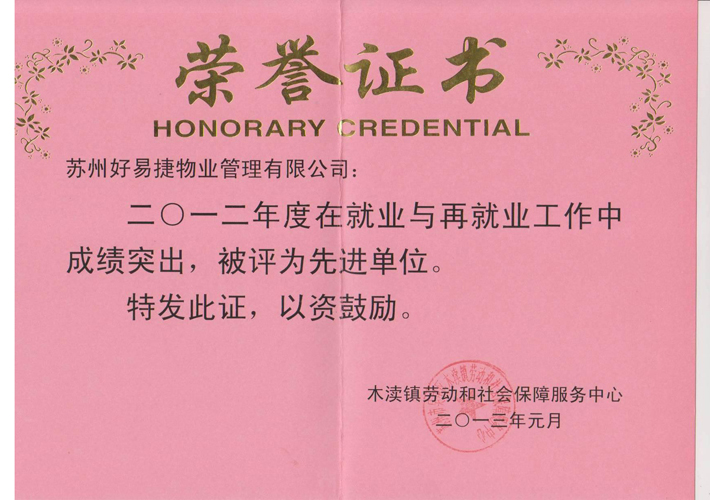 荣誉证书
HONORARY CREDENTIAL
苏州好易捷物业管理有限公司：
二〇一二年度在就业与再就业工作中
成绩突出，被评为先进单位。
特发此证，以资鼓励。
木渎镇劳动和社会保障服务中心
二〇一三年元月